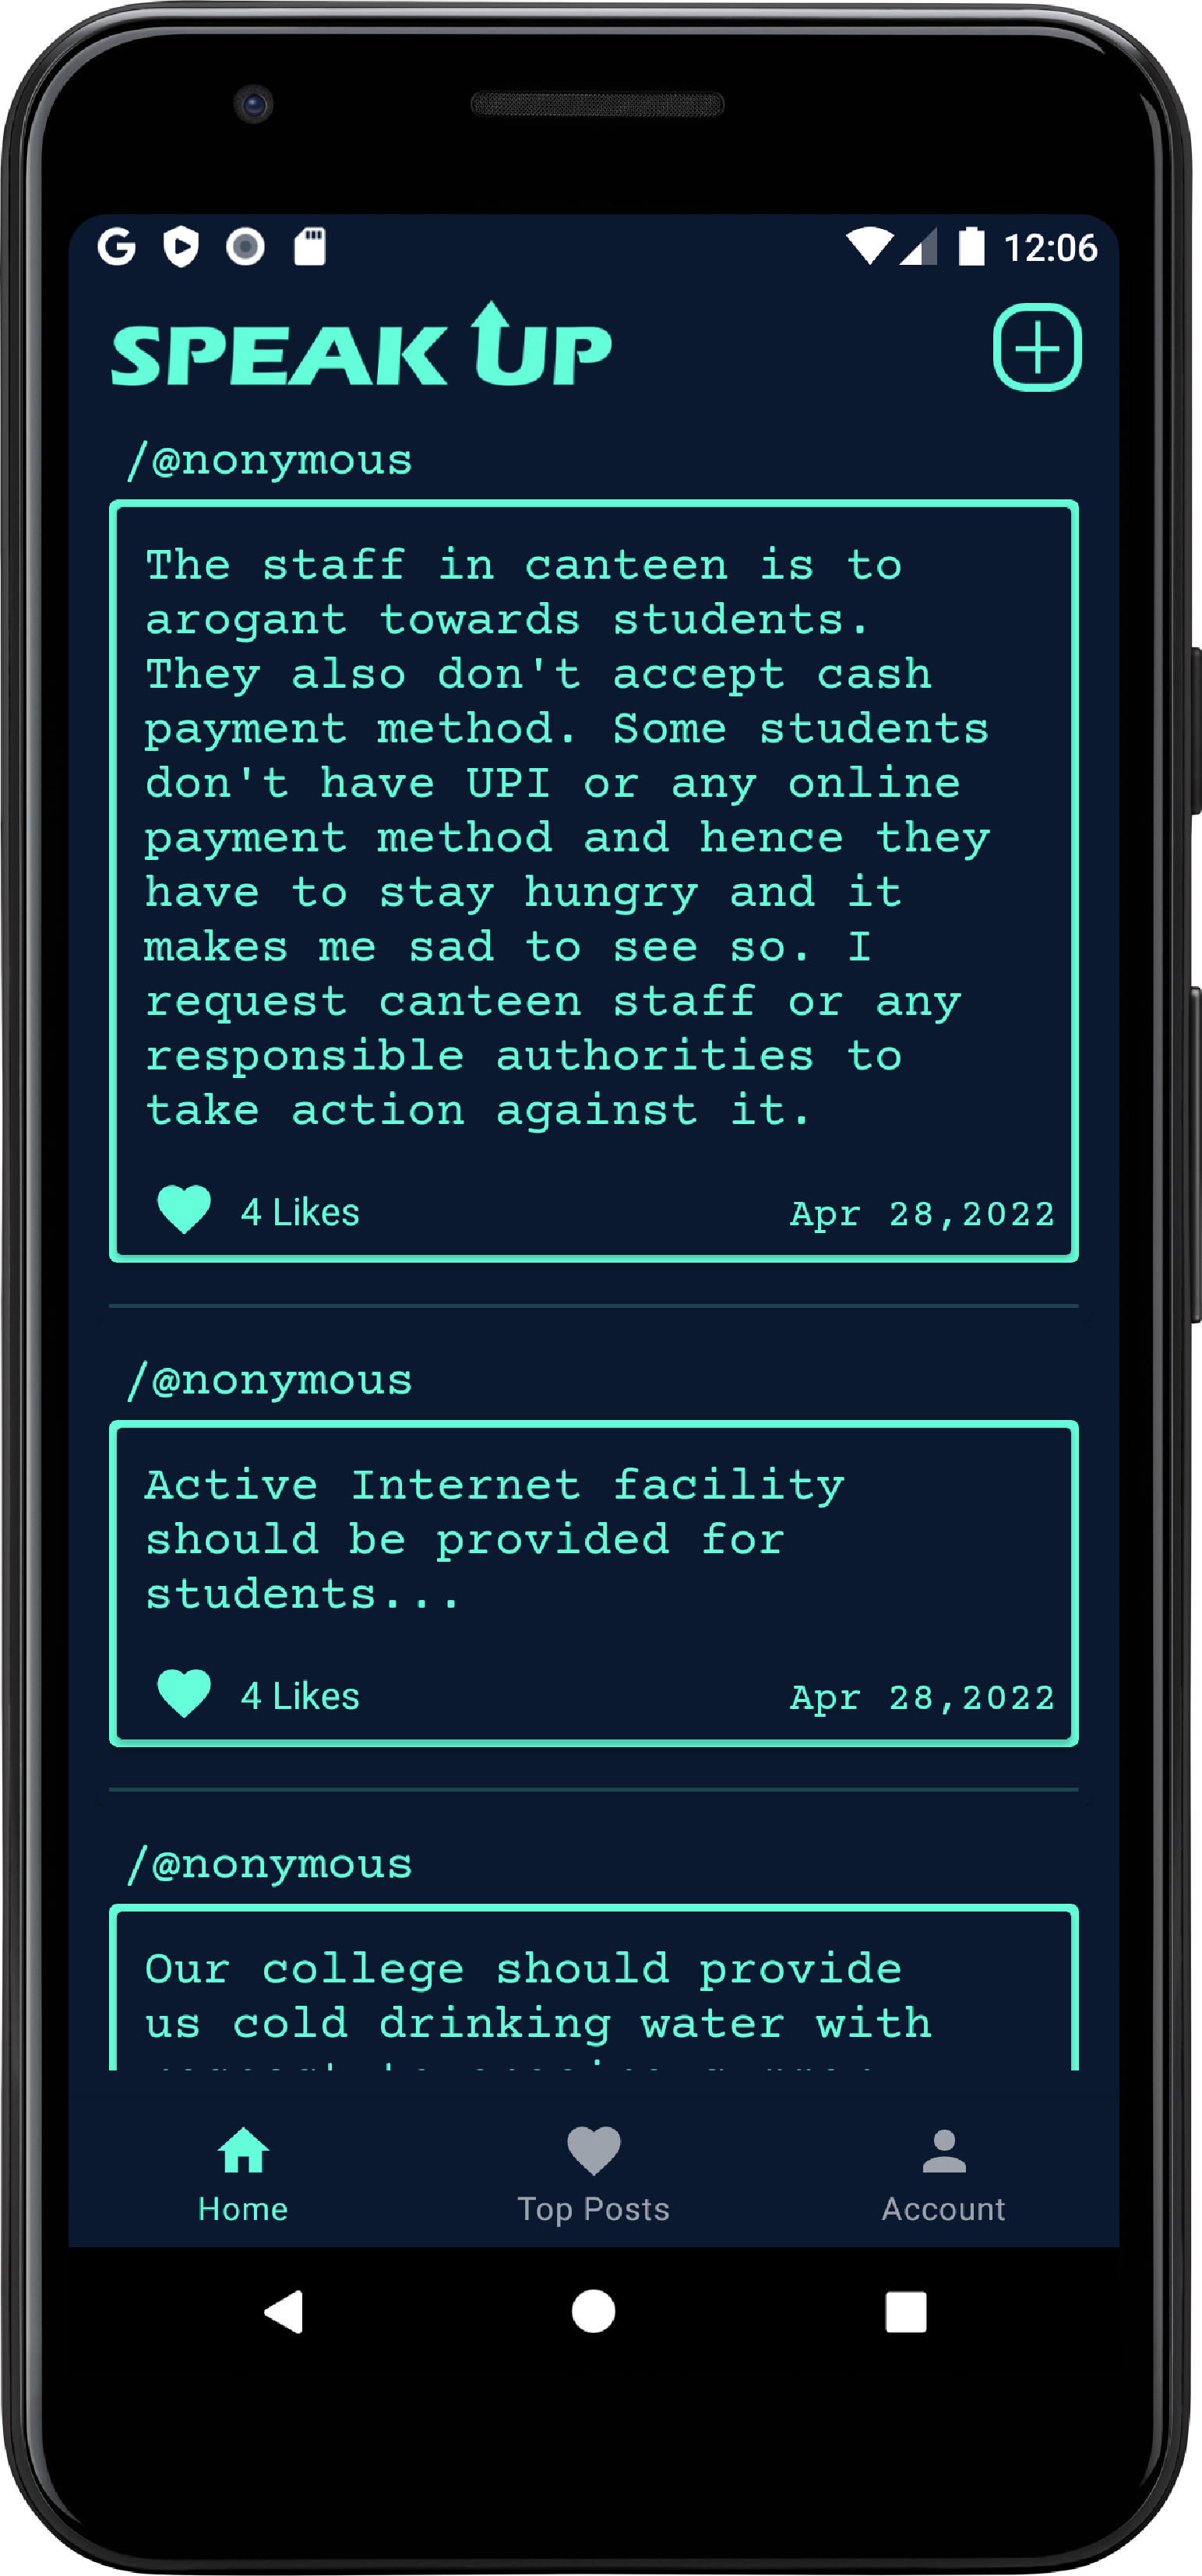 12:06
SPEAK UP
/@nonymous
The staff in canteen is to
arogant towards students.
They also don't accept cash
payment method. Some students
don't have UPI or any online
payment method and hence they
have to stay hungry and it
makes me sad to see so. I
request canteen staff or any
responsible authorities to
take action against it.
4 Likes
Apr 28,2022
/@nonymous
Active Internet facility
should be provided for
students...
4 Likes
Apr 28,2022
/@nonymous
Our college should provide
us cold drinking water with
Home
Top Posts
Account